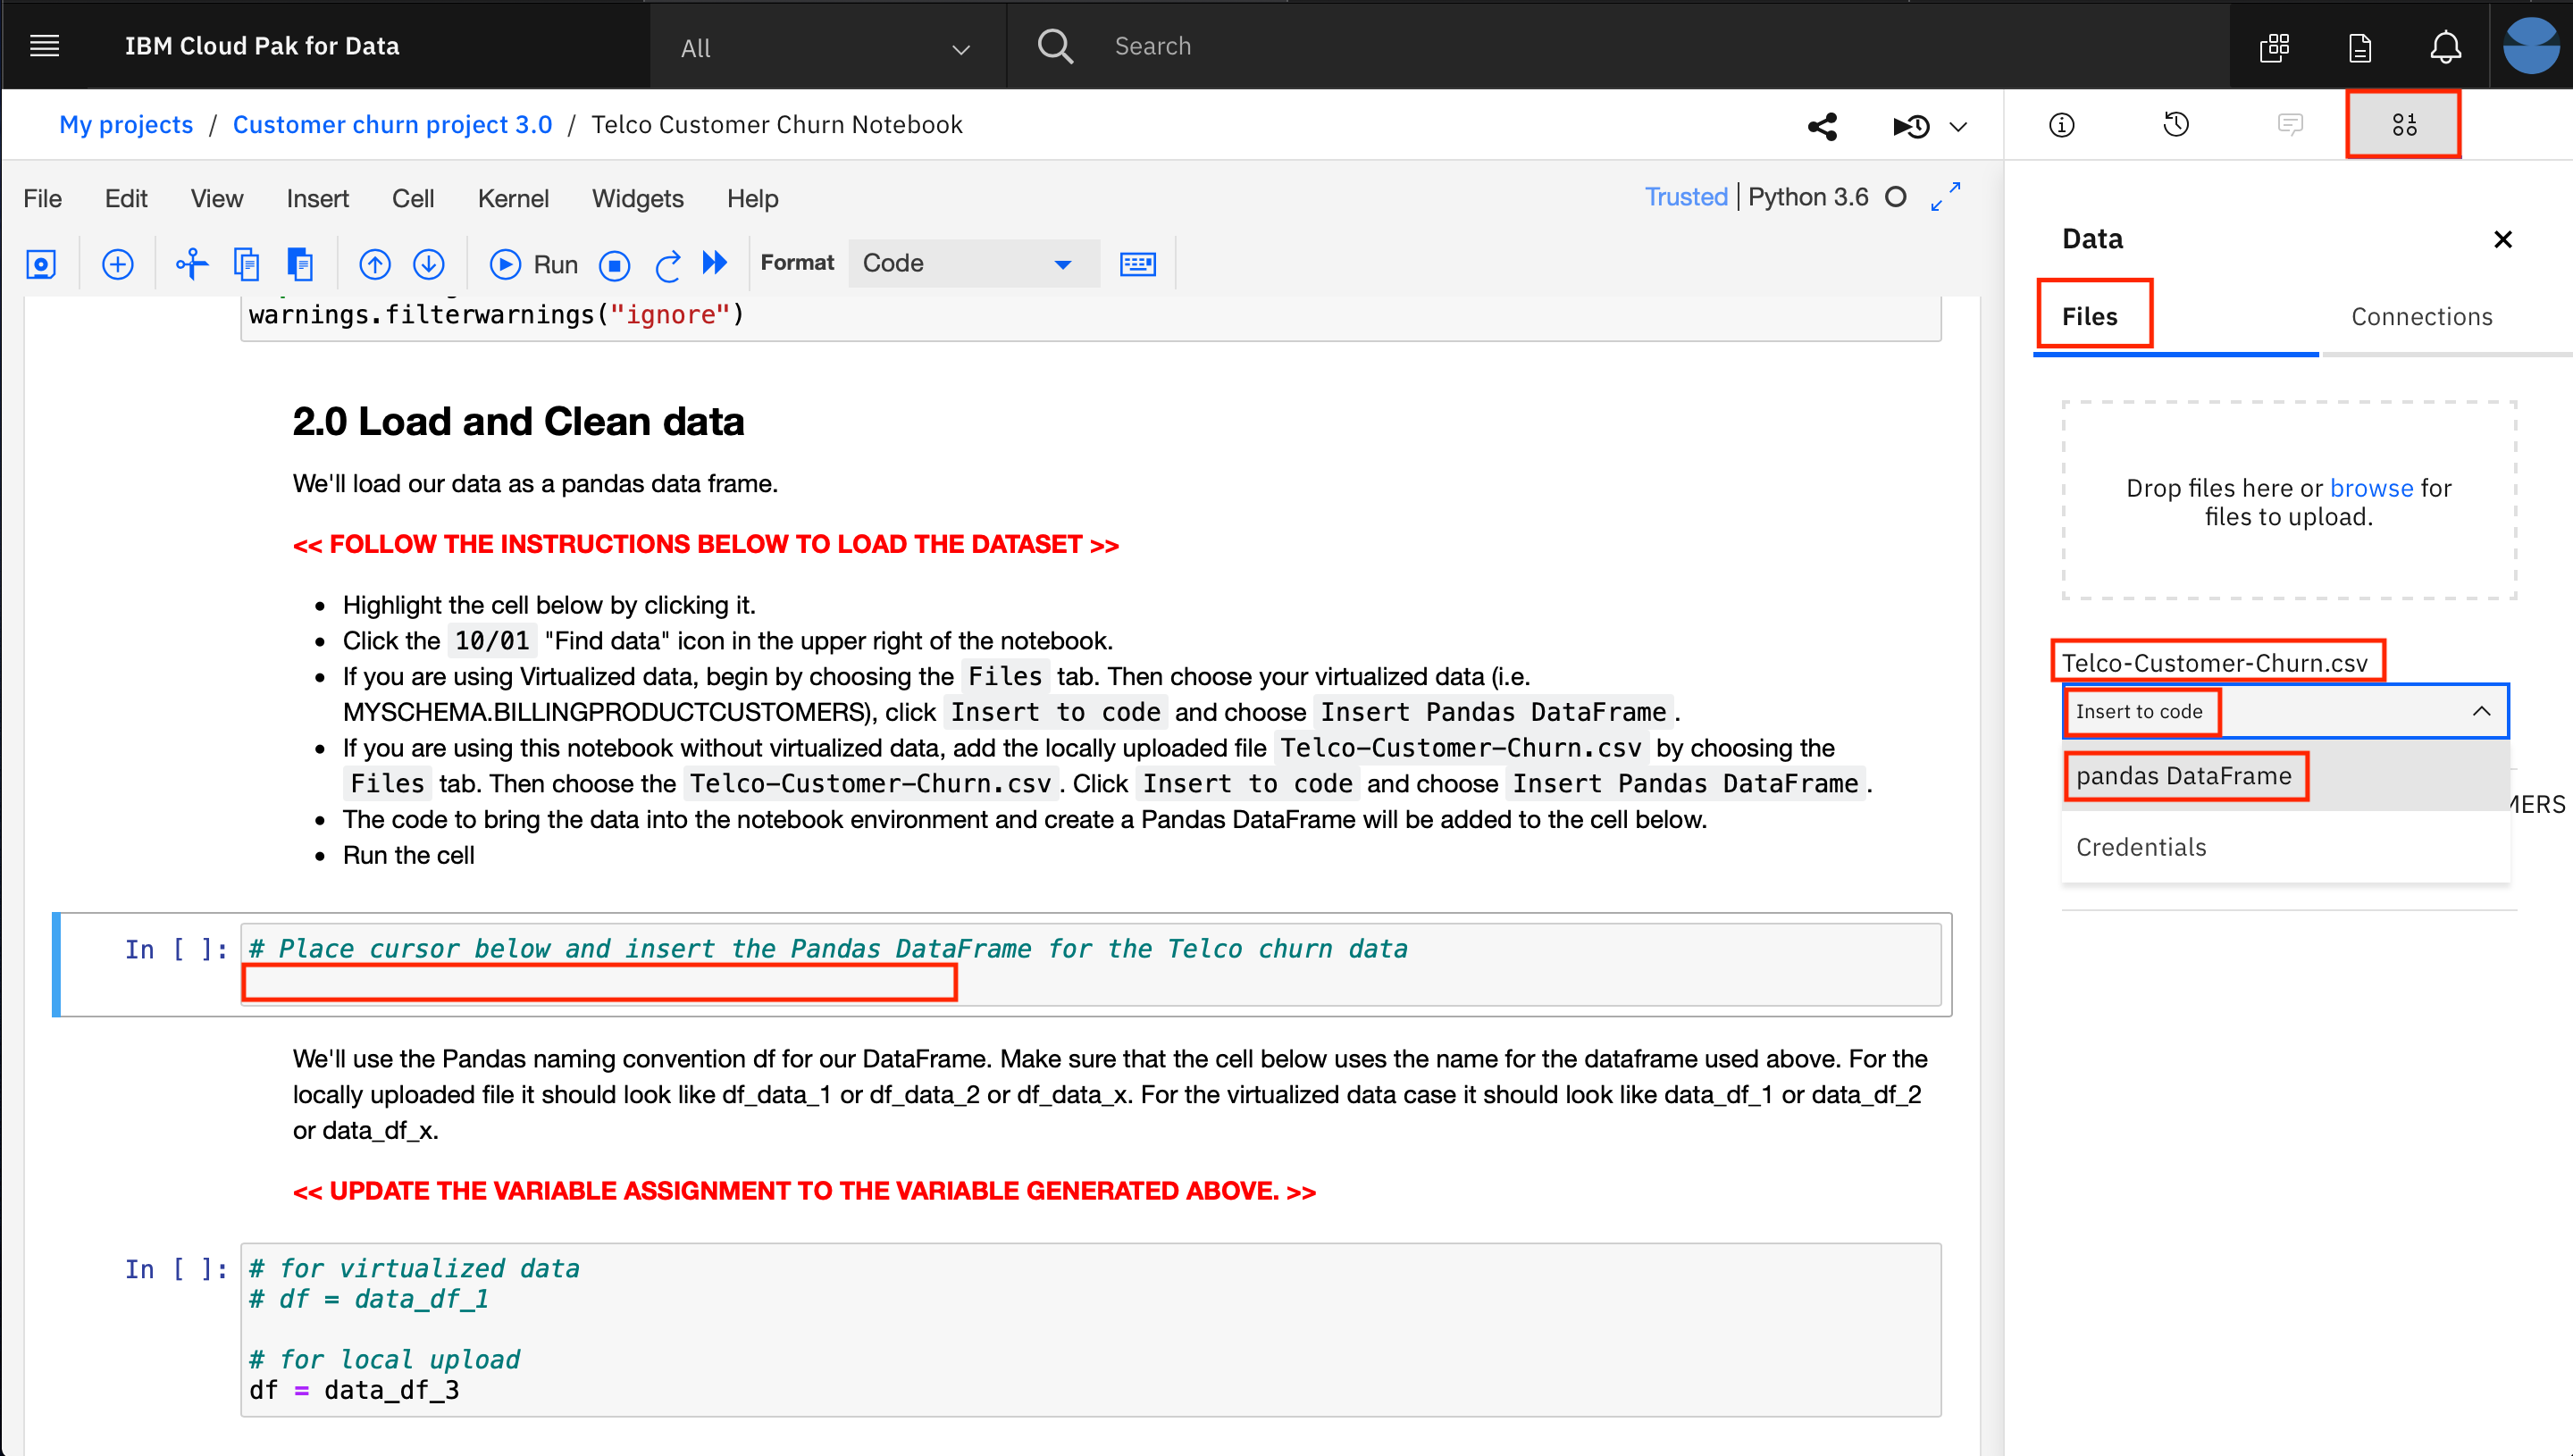 IBM Cloud Pak for Data
All
Search
My projects / Customer churn project 3.0 / Telco Customer Churn Notebook
File Edit View Insert Cell Kernel Widgets Help
Trusted | Python 3.6
Run
Format
Code
warnings.filterwarnings("ignore")
2.0 Load and Clean data
We'll load our data as a pandas data frame.
<< FOLLOW THE INSTRUCTIONS BELOW TO LOAD THE DATASET >>
• Highlight the cell below by clicking it.
• Click the 10/01 "Find data" icon in the upper right of the notebook.
• If you are using Virtualized data, begin by choosing the Files tab. Then choose your virtualized data (i.e.
MYSCHEMA.BILLINGPRODUCTCUSTOMERS), click Insert to code and choose Insert Pandas DataFrame.
• If you are using this notebook without virtualized data, add the locally uploaded file Telco-Customer-Churn.csv by choosing the
Files tab. Then choose the Telco-Customer-Churn.csv. Click Insert to code and choose Insert Pandas DataFrame.
• The code to bring the data into the notebook environment and create a Pandas DataFrame will be added to the cell below.
• Run the cell
In [ ]: # Place cursor below and insert the Pandas DataFrame for the Telco churn data
We'll use the Pandas naming convention df for our DataFrame. Make sure that the cell below uses the name for the dataframe used above. For the
locally uploaded file it should look like df_data_1 or df_data_2 or df_data_x. For the virtualized data case it should look like data_df_1 or data_df_2
or data_df_x.
<< UPDATE THE VARIABLE ASSIGNMENT TO THE VARIABLE GENERATED ABOVE. >>
In [ ]: # for virtualized data
# df = data_df_1
# for local upload
df = data_df_3
Data
Files
Connections
Drop files here or browse for
files to upload.
Telco-Customer-Churn.csv
Insert to code
pandas DataFrame
Credentials